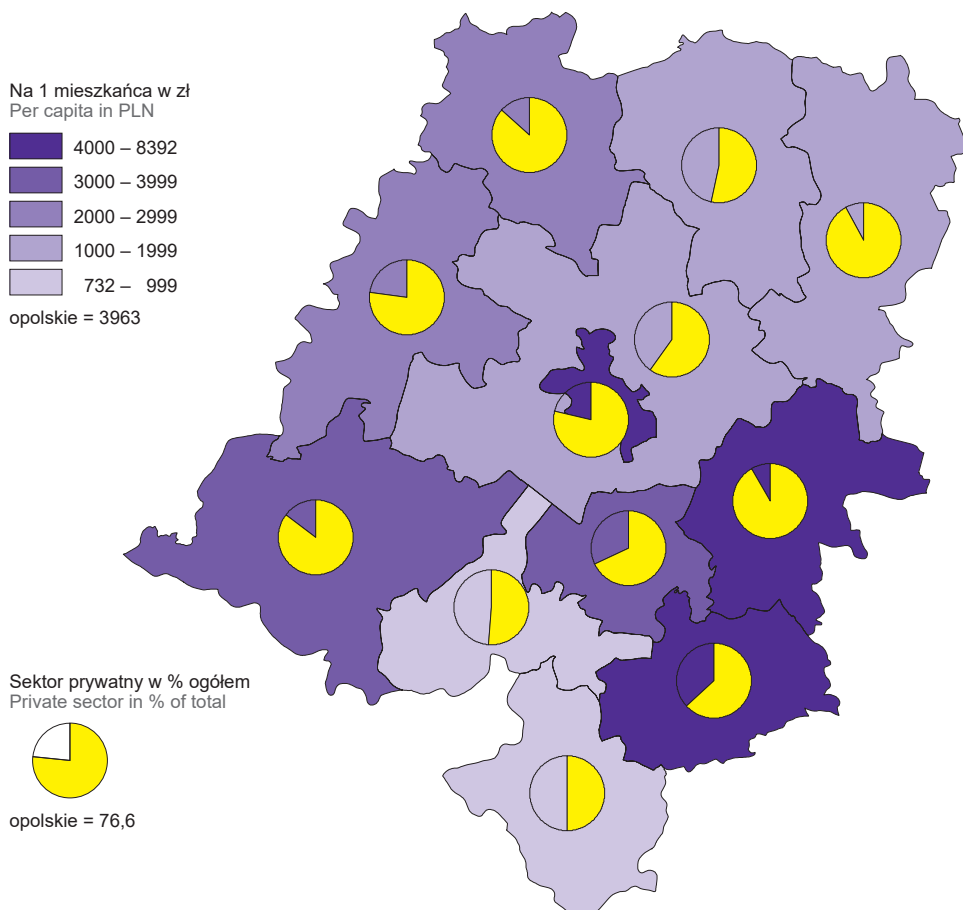 Na 1 mieszkańca w zł
Per capita in PLN
4000 – 8392
3000 – 3999
2000 – 2999
1000 – 1999
732 – 999
opolskie = 3963
Sektor prywatny w % ogółem
Private sector in % of total
opolskie = 76,6